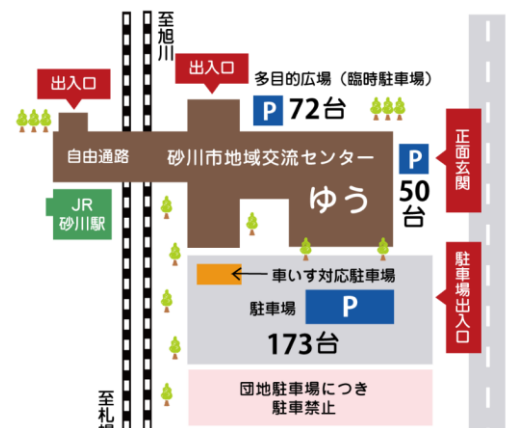 至旭川
出入口
出入口
多目的広場（臨時駐車場）
P 72台
自由通路
砂川市地域交流センター
ゆう
P
50
台
正面玄関
JR
砂川駅
車いす対応駐車場
駐車場 P
173台
駐車場出入口
団地駐車場につき
駐車禁止
至札